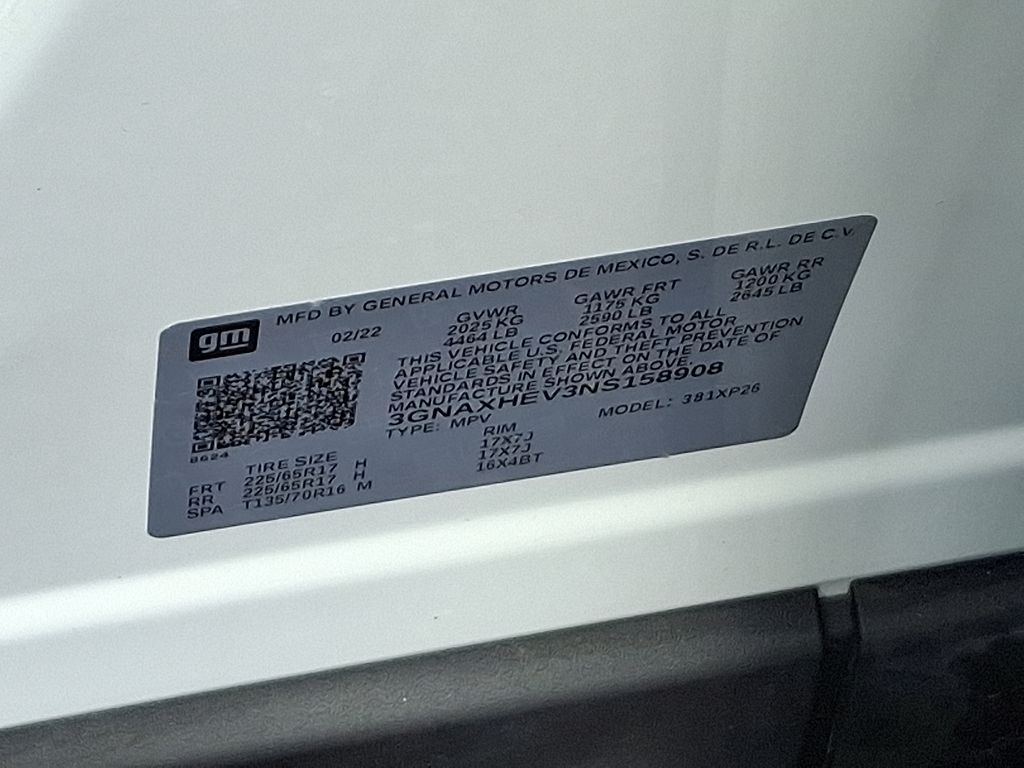 gm
MFD BY GENERAL MOTORS DE MEXICO, S. DE R.L. DE C.V.
02/22
GVWR GAWR FRT GAWR RR
2025 KG 1175 KG 1200 KG
4464 LB 2590 LB 2645 LB
THIS VEHICLE CONFORMS TO ALL
APPLICABLE U.S. FEDERAL MOTOR
VEHICLE SAFETY AND THEFT PREVENTION
STANDARDS IN EFFECT ON THE DATE OF
MANUFACTURE SHOWN ABOVE.
3GNAXHEV3NS158908
TYPE: MPV MODEL: 381XP26
8624
TIRE SIZE RIM
FRT 225/65R17 H 17X7J
RR 225/65R17 H 17X7J
SPA T135/70R16 M 16X4BT